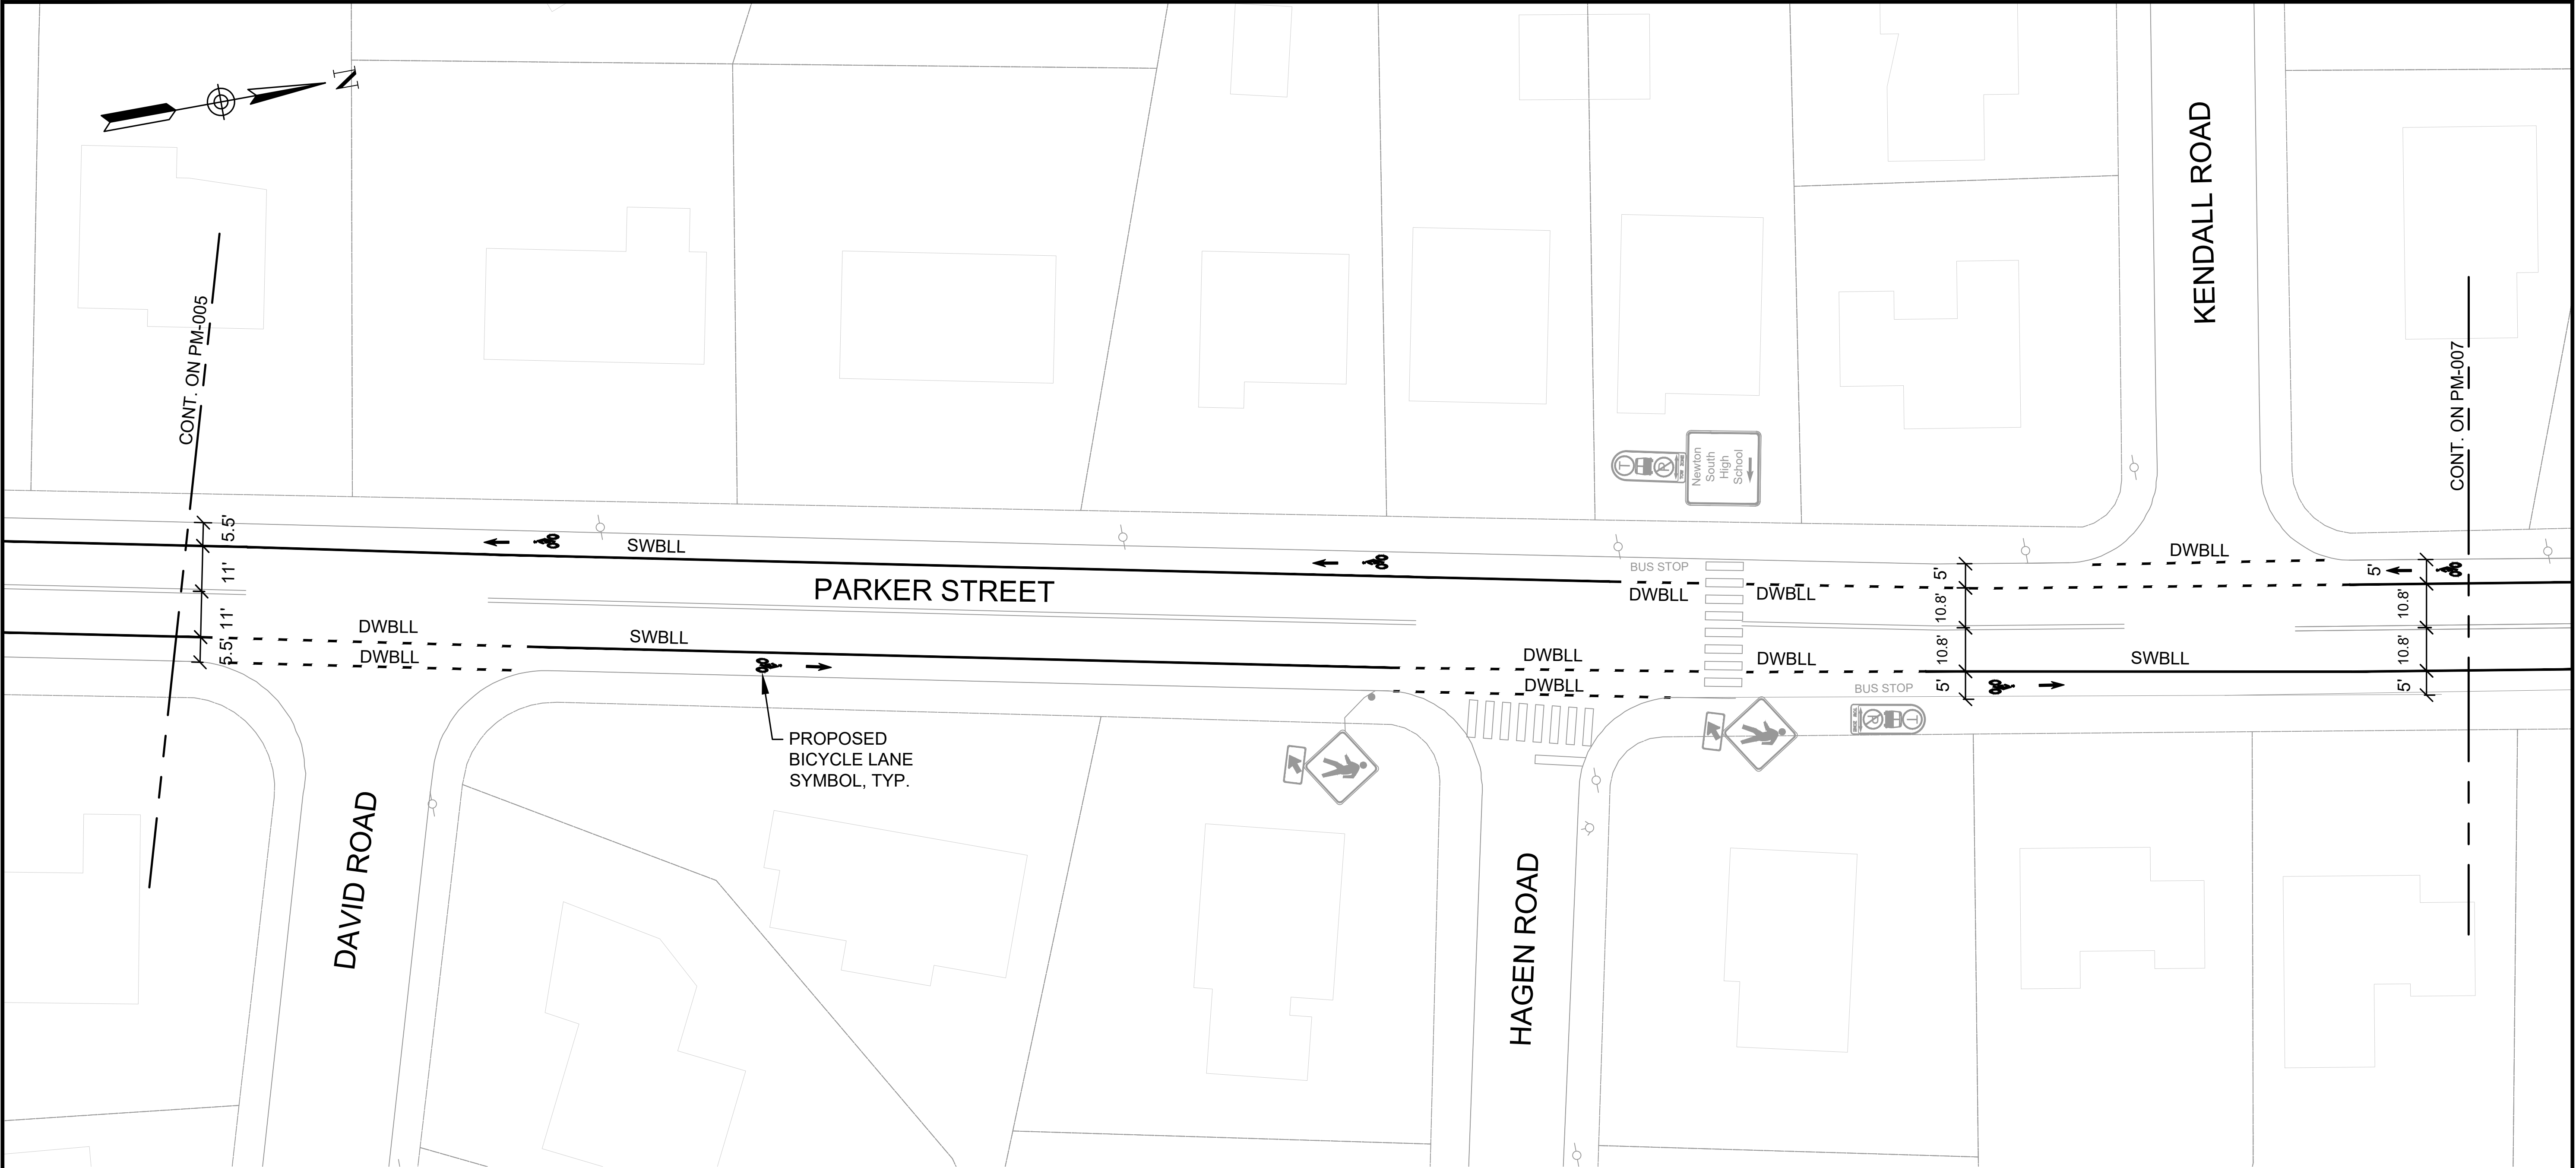 N
KENDALL ROAD
CONT. ON PM-005
CONT. ON PM-007
T
R
Newton
South
High
School
5.5'
11'
11'
5.5'
SWBLL
PARKER STREET
BUS STOP
DWBLL
DWBLL
5'
10.8'
10.8'
5'
DWBLL
5'
10.8'
10.8'
5'
DWBLL
DWBLL
SWBLL
DWBLL
DWBLL
DWBLL
SWBLL
BUS STOP
R
T
PROPOSED
BICYCLE LANE
SYMBOL, TYP.
DAVID ROAD
HAGEN ROAD